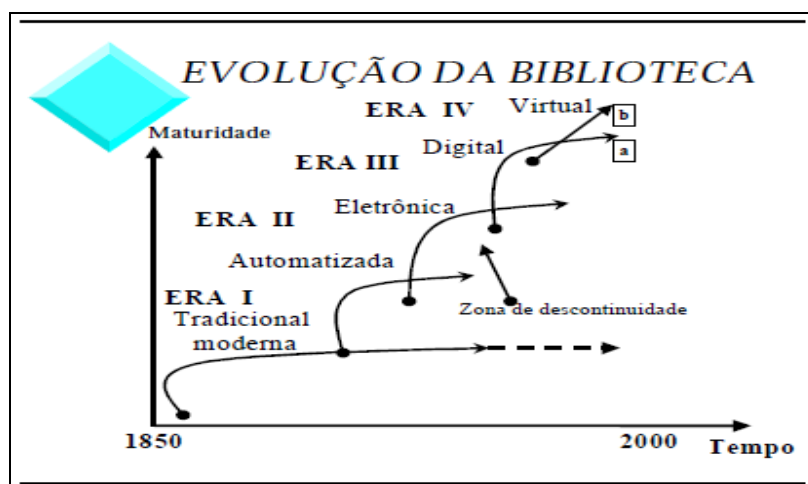 EVOLUÇÃO DA BIBLIOTECA
ERA IV
Virtual
b
Maturidade
Digital
a
ERA III
Eletrônica
ERA II
Automatizada
ERA I
Zona de descontinuidade
Tradicional
moderna
1850
2000
Tempo